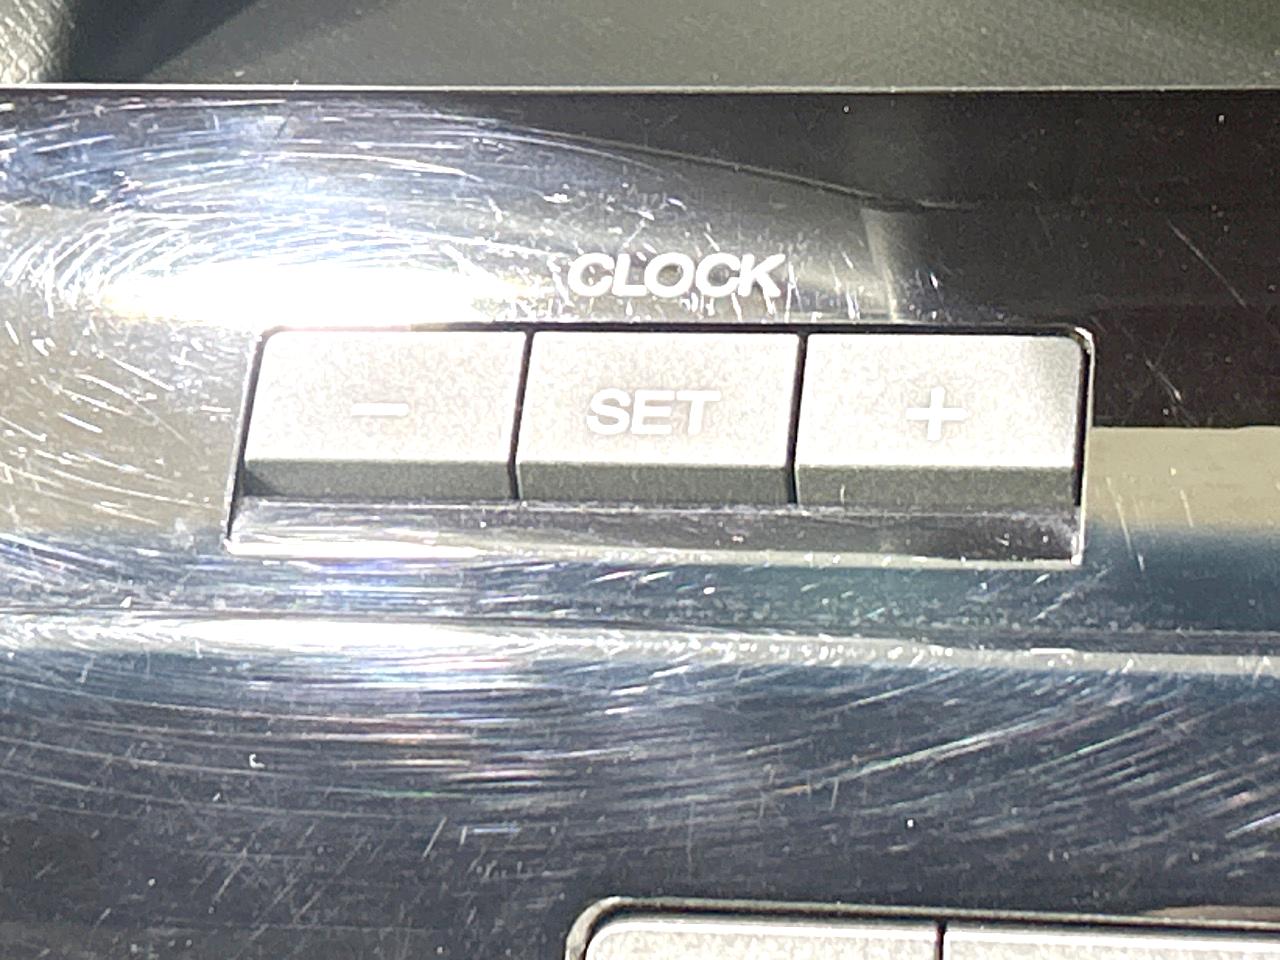 CLOCK
− SET +